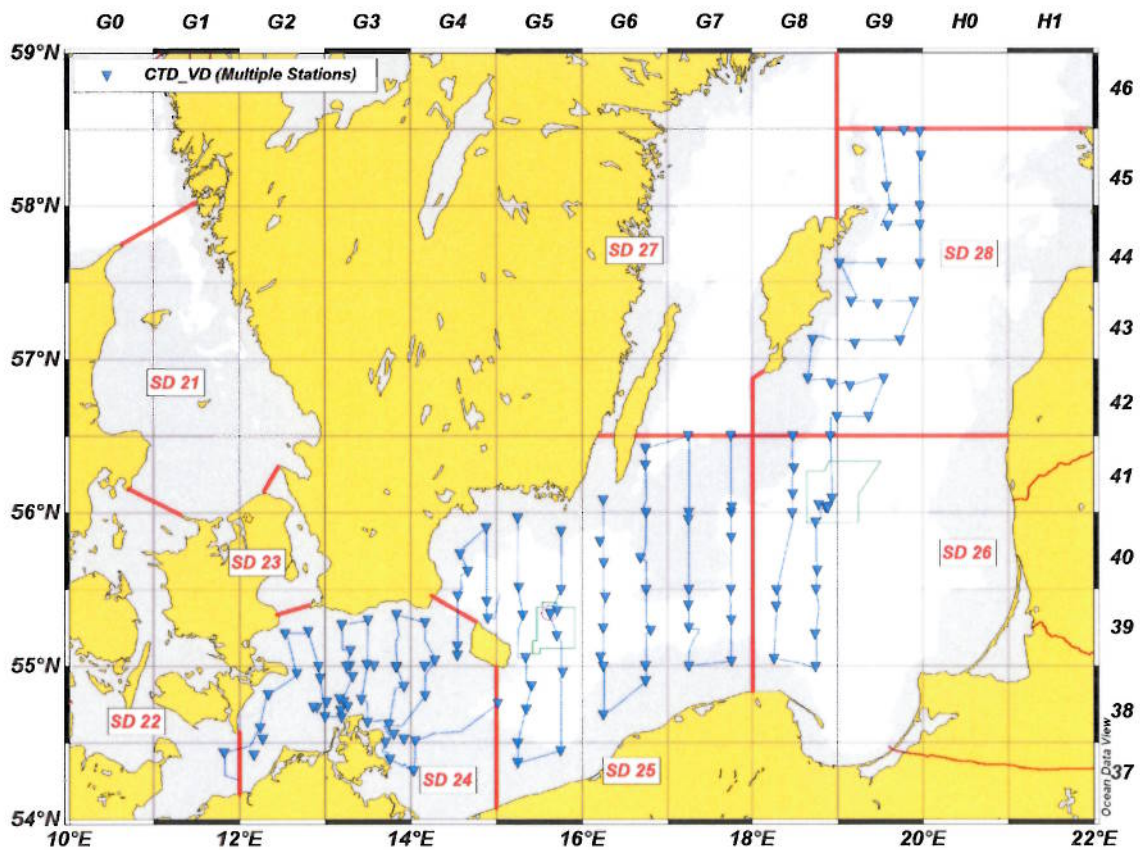 G0 G1 G2 G3 G4 G5 G6 G7 G8 G9 H0 H1
59°N
CTD_VD (Multiple Stations)
46
45
58°N
SD 27
SD 28
44
43
57°N
SD 21
42
41
56°N
SD 23
SD 26
40
39
55°N
SD 22
38
SD 24
SD 25
37
54°N
Ocean Data View
10°E 12°E 14°E 16°E 18°E 20°E 22°E